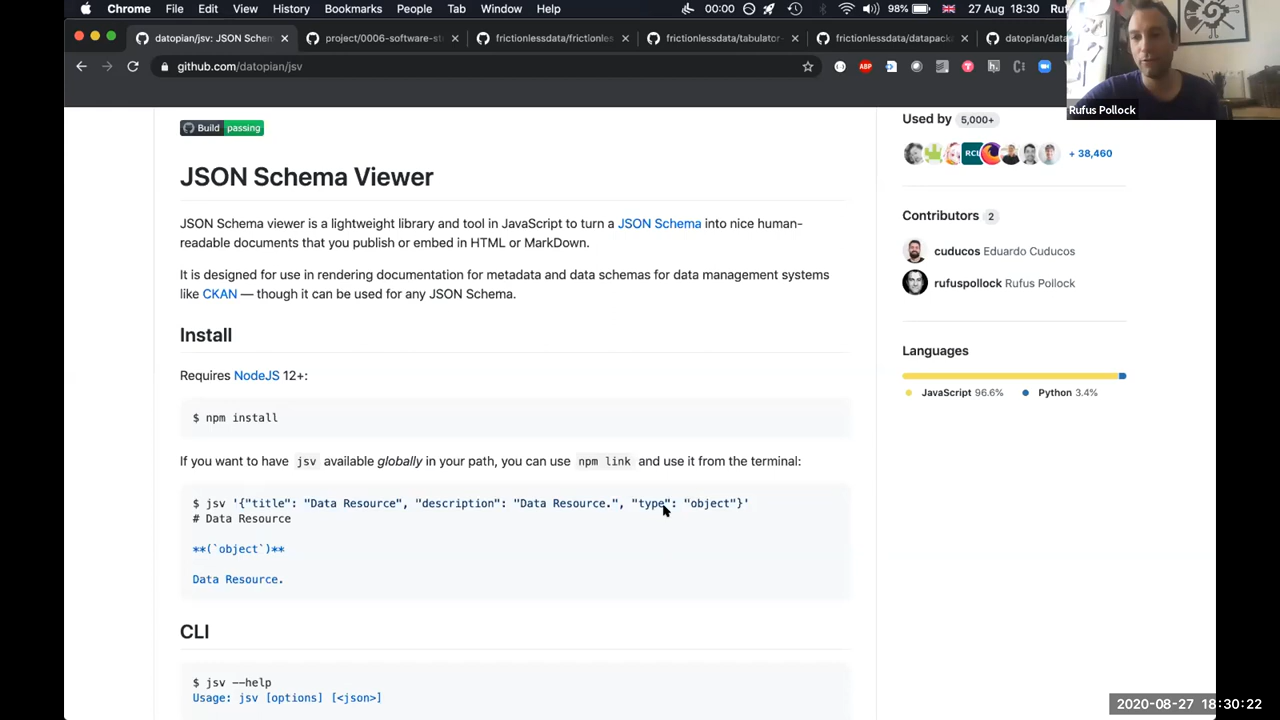 Chrome File Edit View History Bookmarks People Tab Window Help 00:00 98% 27 Aug 18:30
datopian/jsv: JSON Schem
project/0006-software-st
frictionlessdata/frictionles
frictionlessdata/tabulator-
frictionlessdata/datapack
datopian/dat
github.com/datopian/jsv
ABP
Rufus Pollock
Build passing
JSON Schema Viewer
JSON Schema viewer is a lightweight library and tool in JavaScript to turn a JSON Schema into nice human-
readable documents that you publish or embed in HTML or MarkDown.
It is designed for use in rendering documentation for metadata and data schemas for data management systems
like CKAN — though it can be used for any JSON Schema.
Install
Requires NodeJS 12+:
$ npm install
If you want to have jsv available globally in your path, you can use npm link and use it from the terminal:
$ jsv '{"title": "Data Resource", "description": "Data Resource.", "type": "object"}'
# Data Resource
**(`object`)**
Data Resource.
CLI
$ jsv --help
Usage: jsv [options] [<json>]
Used by 5,000+
RCL
+ 38,460
Contributors 2
cuducos Eduardo Cuducos
rufuspollock Rufus Pollock
Languages
JavaScript 96.6% Python 3.4%
2020-08-27 18:30:22